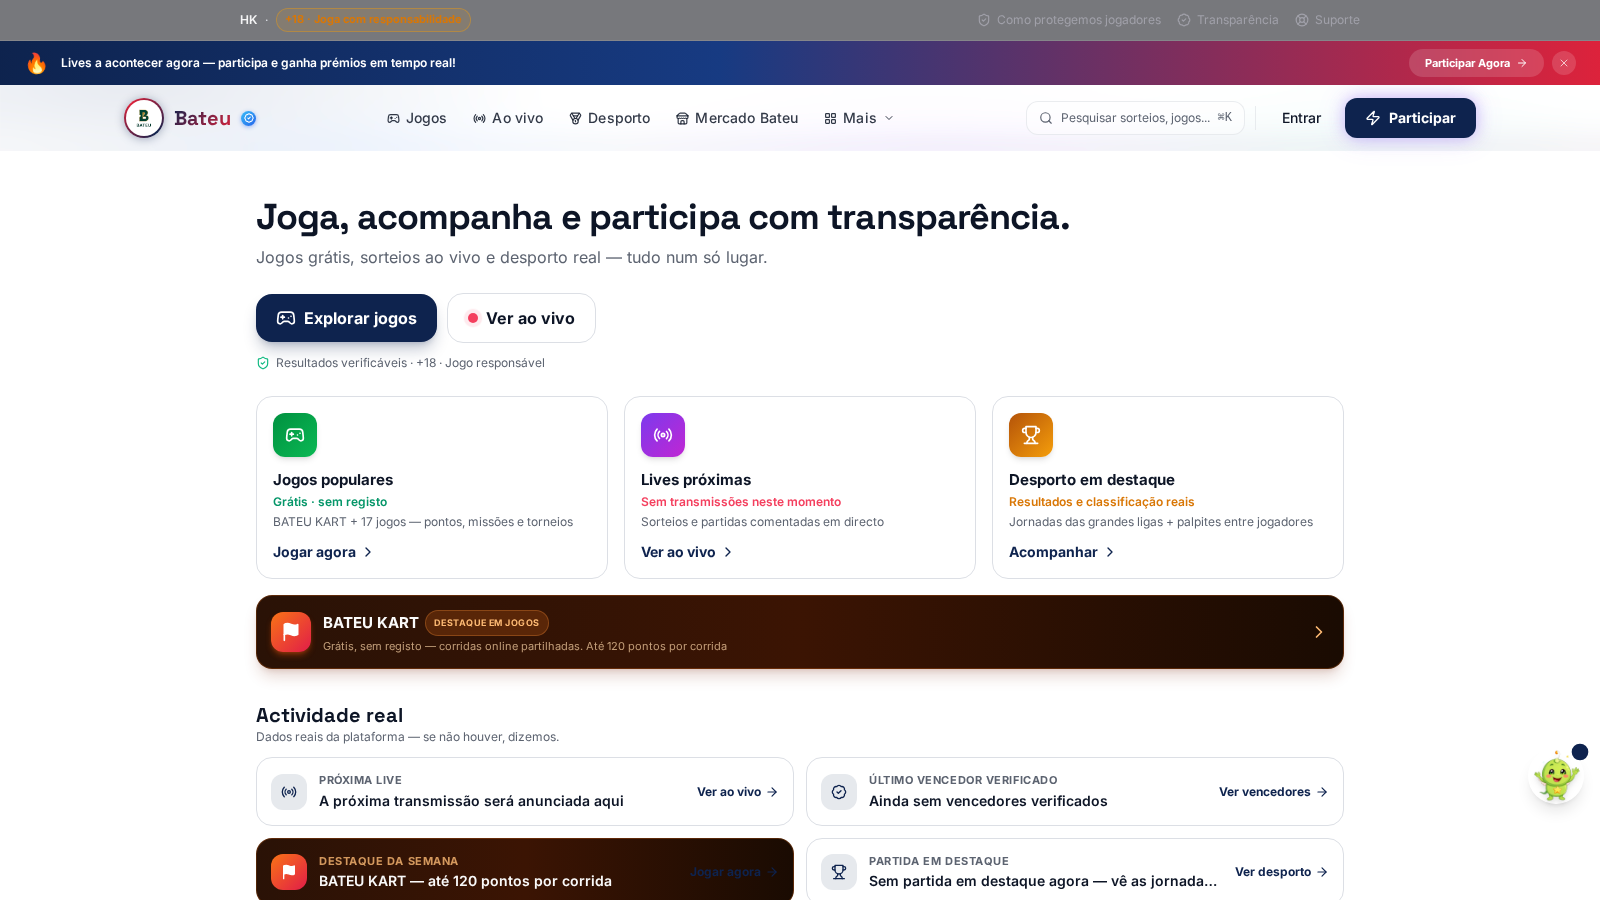 HK · +18 · Joga com responsabilidade
Como protegemos jogadores
Transparência
Suporte
Lives a acontecer agora — participa e ganha prémios em tempo real!
Participar Agora
B
BATEU
Bateu
Jogos
Ao vivo
Desporto
Mercado Bateu
Mais
Pesquisar sorteios, jogos... ⌘K
Entrar
Participar
Joga, acompanha e participa com transparência.
Jogos grátis, sorteios ao vivo e desporto real — tudo num só lugar.
Explorar jogos
Ver ao vivo
Resultados verificáveis · +18 · Jogo responsável
Jogos populares
Grátis · sem registo
BATEU KART + 17 jogos — pontos, missões e torneios
Jogar agora
Lives próximas
Sem transmissões neste momento
Sorteios e partidas comentadas em directo
Ver ao vivo
Desporto em destaque
Resultados e classificação reais
Jornadas das grandes ligas + palpites entre jogadores
Acompanhar
BATEU KART DESTAQUE EM JOGOS
Grátis, sem registo — corridas online partilhadas. Até 120 pontos por corrida
Actividade real
Dados reais da plataforma — se não houver, dizemos.
PRÓXIMA LIVE
A próxima transmissão será anunciada aqui
Ver ao vivo
ÚLTIMO VENCEDOR VERIFICADO
Ainda sem vencedores verificados
Ver vencedores
DESTAQUE DA SEMANA
BATEU KART — até 120 pontos por corrida
Jogar agora
PARTIDA EM DESTAQUE
Sem partida em destaque agora — vê as jornada...
Ver desporto